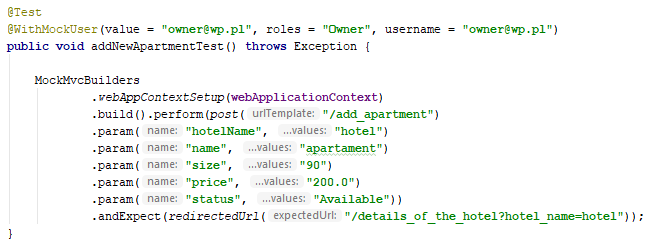 @Test
@WithMockUser(value = "owner@wp.pl", roles = "Owner", username = "owner@wp.pl")
public void addNewApartmentTest() throws Exception {
MockMvcBuilders
.webAppContextSetup(webApplicationContext)
.build().perform(post( urlTemplate: "/add_apartment")
.param( name: "hotelName", ...values: "hotel")
.param( name: "name", ...values: "apartament")
.param( name: "size", ...values: "90")
.param( name: "price", ...values: "200.0")
.param( name: "status", ...values: "Available"))
.andExpect(redirectedUrl( expectedUrl: "/details_of_the_hotel?hotel_name=hotel"));
}